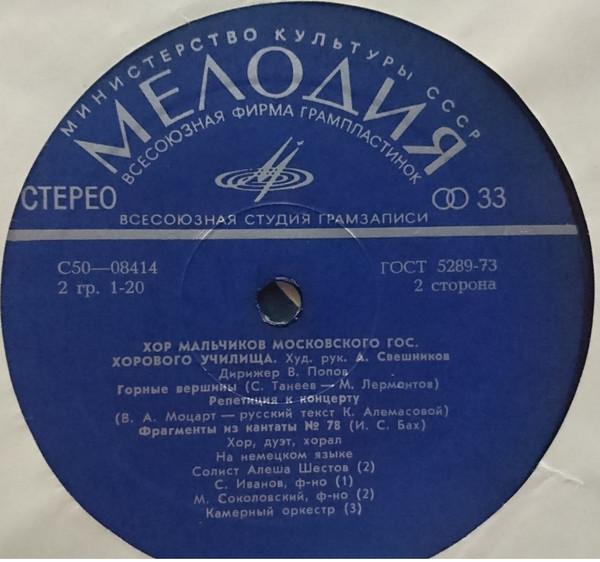 МИНИСТЕРСТВО КУЛЬТУРЫ СССР
МЕЛОДИЯ
ВСЕСОЮЗНАЯ ФИРМА ГРАМПЛАСТИНОК
СТЕРЕО
33
ВСЕСОЮЗНАЯ СТУДИЯ ГРАМЗАПИСИ
С50—08414
ГОСТ 5289-73
2 гр. 1-20
2 сторона
ХОР МАЛЬЧИКОВ МОСКОВСКОГО ГОС.
ХОРОВОГО УЧИЛИЩА. Худ. рук. А. Свешников
Дирижер В. Попов
Горные вершины (С. Танеев — М. Лермонтов)
Репетиция к концерту
(В. А. Моцарт — русский текст К. Алемасовой)
Фрагменты из кантаты № 78 (И. С. Бах)
Хор, дуэт, хорал
На немецком языке
Солист Алеша Шестов (2)
С. Иванов, ф-но (1)
М. Соколовский, ф-но (2)
Камерный оркестр (3)